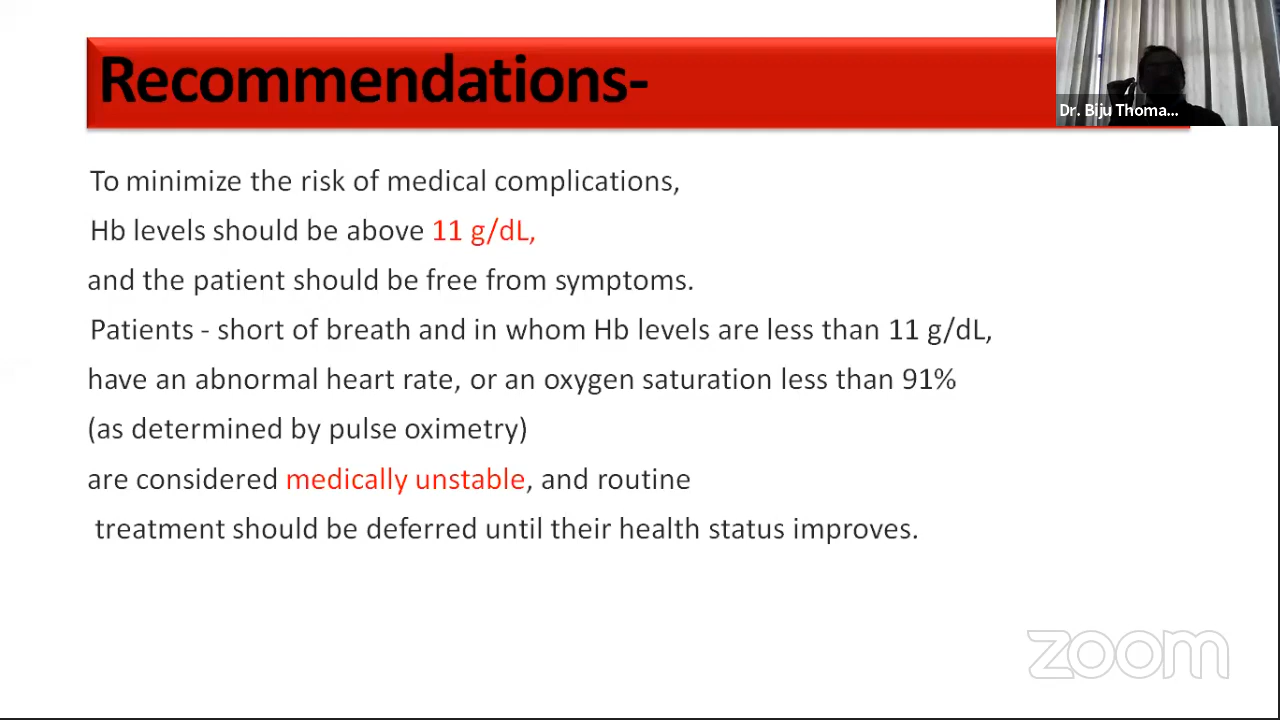 Recommendations-
Dr. Biju Thoma...
To minimize the risk of medical complications,
Hb levels should be above 11 g/dL,
and the patient should be free from symptoms.
Patients - short of breath and in whom Hb levels are less than 11 g/dL,
have an abnormal heart rate, or an oxygen saturation less than 91%
(as determined by pulse oximetry)
are considered medically unstable, and routine
treatment should be deferred until their health status improves.
zoom